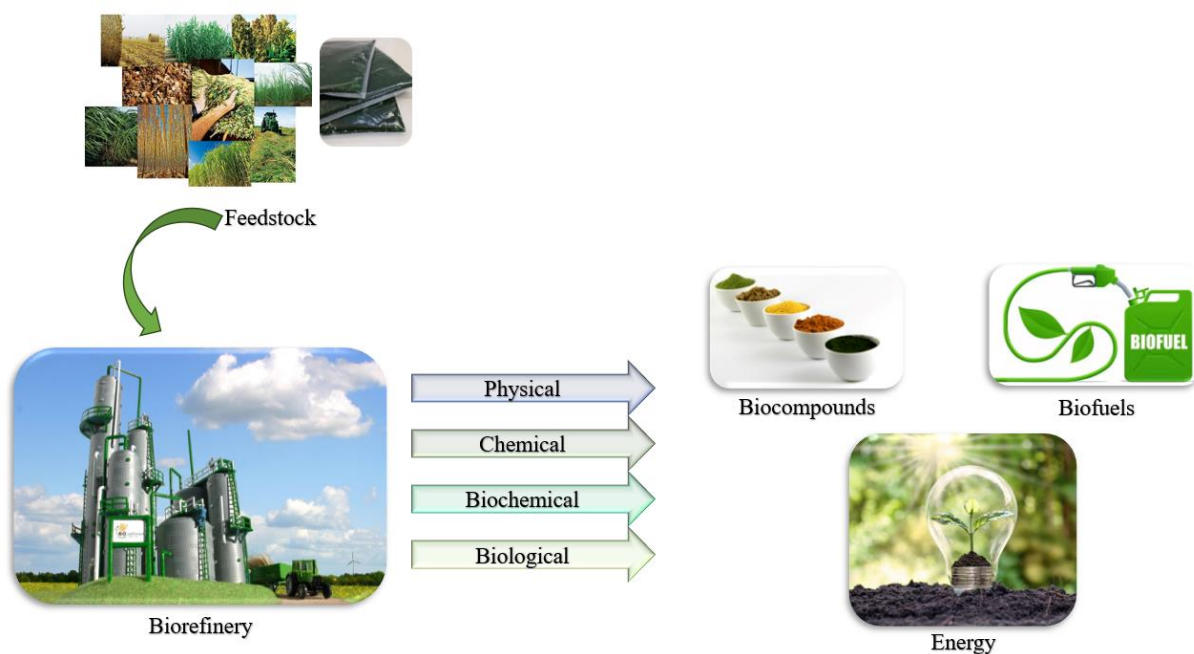 Feedstock
Physical
Chemical
Biochemical
Biological
Biorefinery
Biocompounds
BIOFUEL
Biofuels
Energy